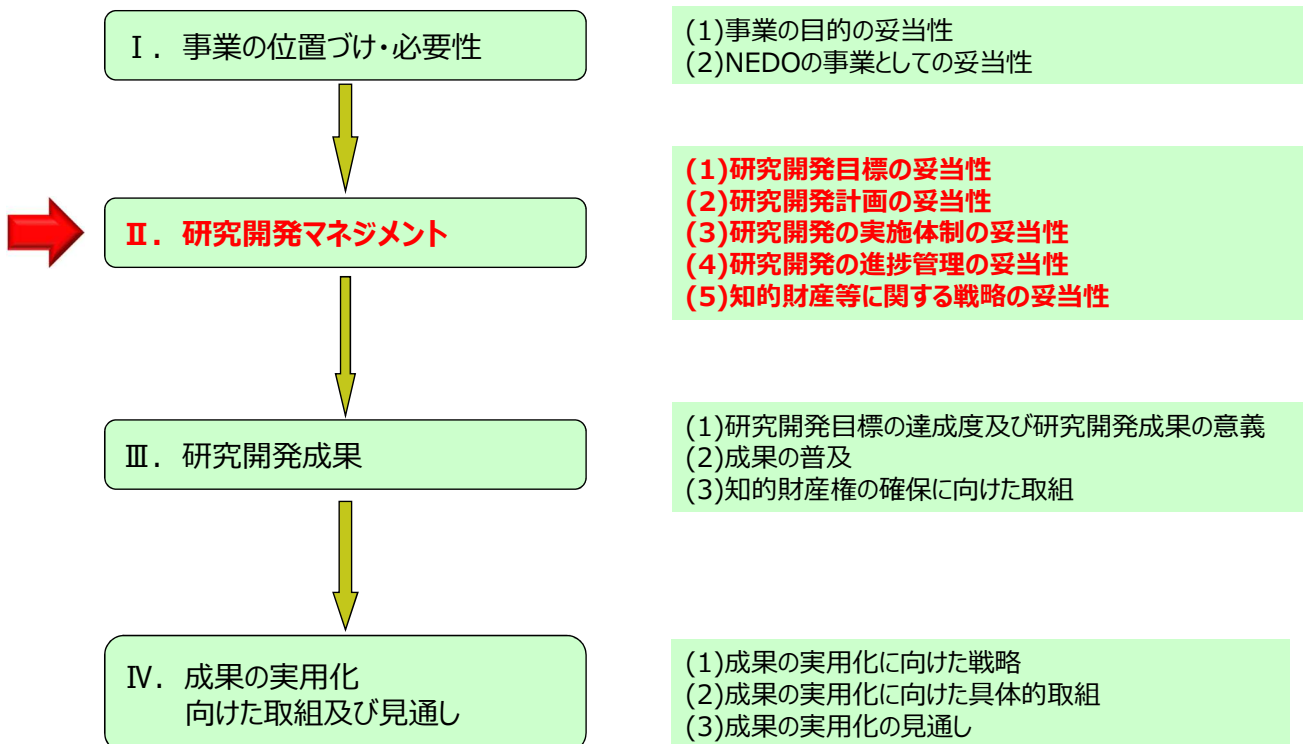 Ⅰ．事業の位置づけ・必要性
(1)事業の目的の妥当性
(2)NEDOの事業としての妥当性
Ⅱ．研究開発マネジメント
(1)研究開発目標の妥当性
(2)研究開発計画の妥当性
(3)研究開発の実施体制の妥当性
(4)研究開発の進捗管理の妥当性
(5)知的財産等に関する戦略の妥当性
Ⅲ．研究開発成果
(1)研究開発目標の達成度及び研究開発成果の意義
(2)成果の普及
(3)知的財産権の確保に向けた取組
Ⅳ．成果の実用化
向けた取組及び見通し
(1)成果の実用化に向けた戦略
(2)成果の実用化に向けた具体的取組
(3)成果の実用化の見通し